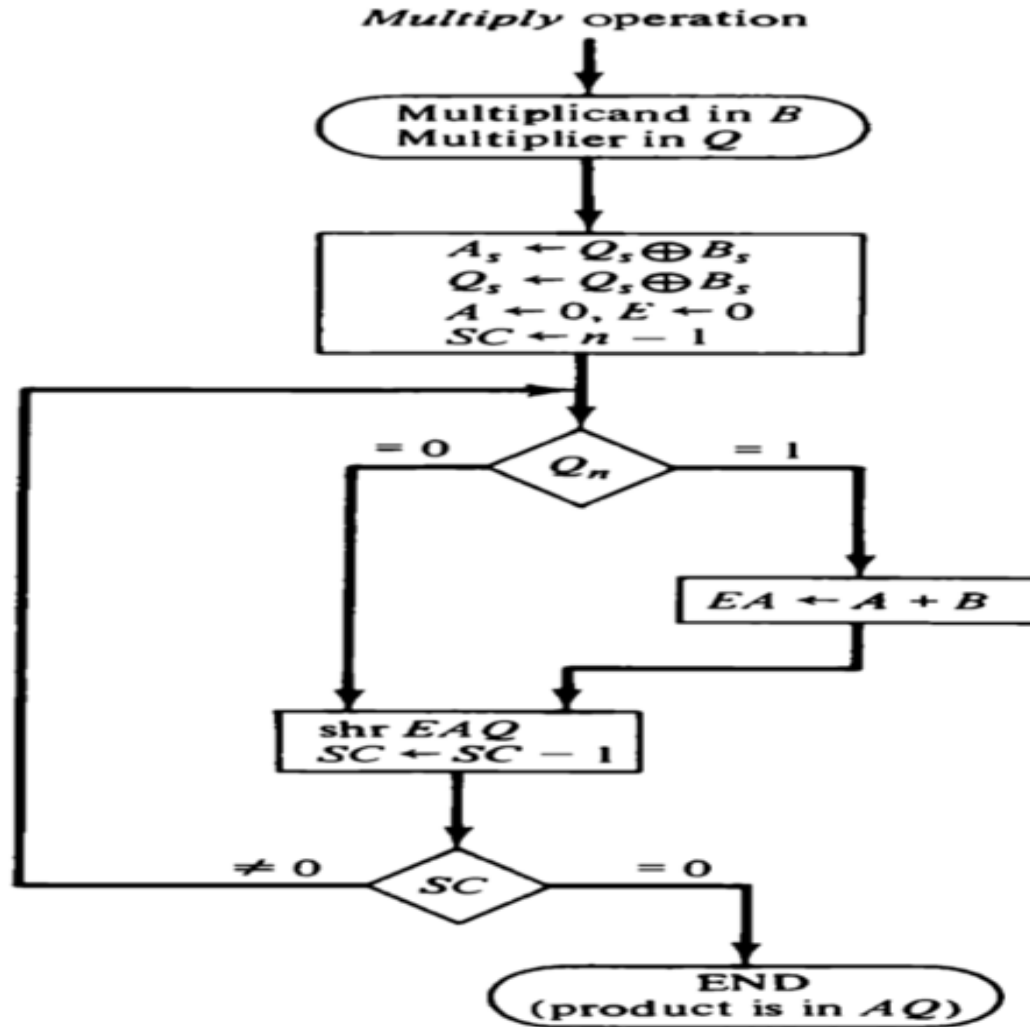 Multiply operation
Multiplicand in B
Multiplier in Q
Aₛ ← Qₛ ⊕ Bₛ
Qₛ ← Qₛ ⊕ Bₛ
A ← 0, E ← 0
SC ← n − 1
= 0
Qₙ
= 1
EA ← A + B
shr EAQ
SC ← SC − 1
≠ 0
SC
= 0
END
(product is in AQ)